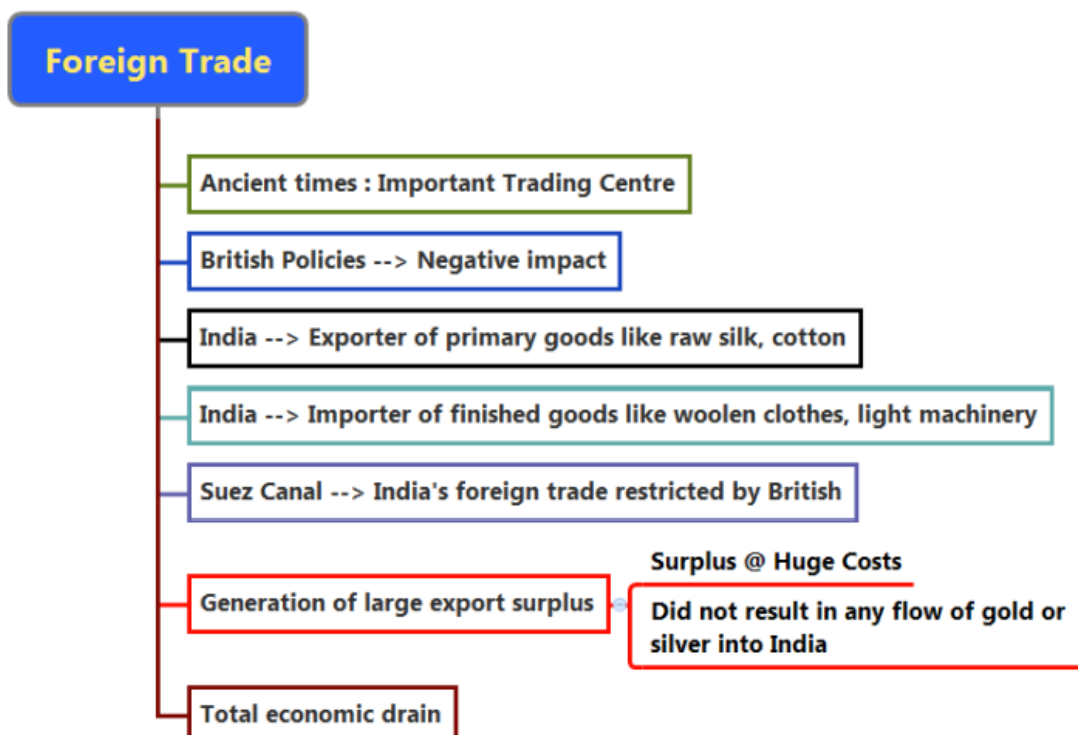 Foreign Trade
Ancient times : Important Trading Centre
British Policies --> Negative impact
India --> Exporter of primary goods like raw silk, cotton
India --> Importer of finished goods like woolen clothes, light machinery
Suez Canal --> India's foreign trade restricted by British
Generation of large export surplus
Surplus @ Huge Costs
Did not result in any flow of gold or
silver into India
Total economic drain